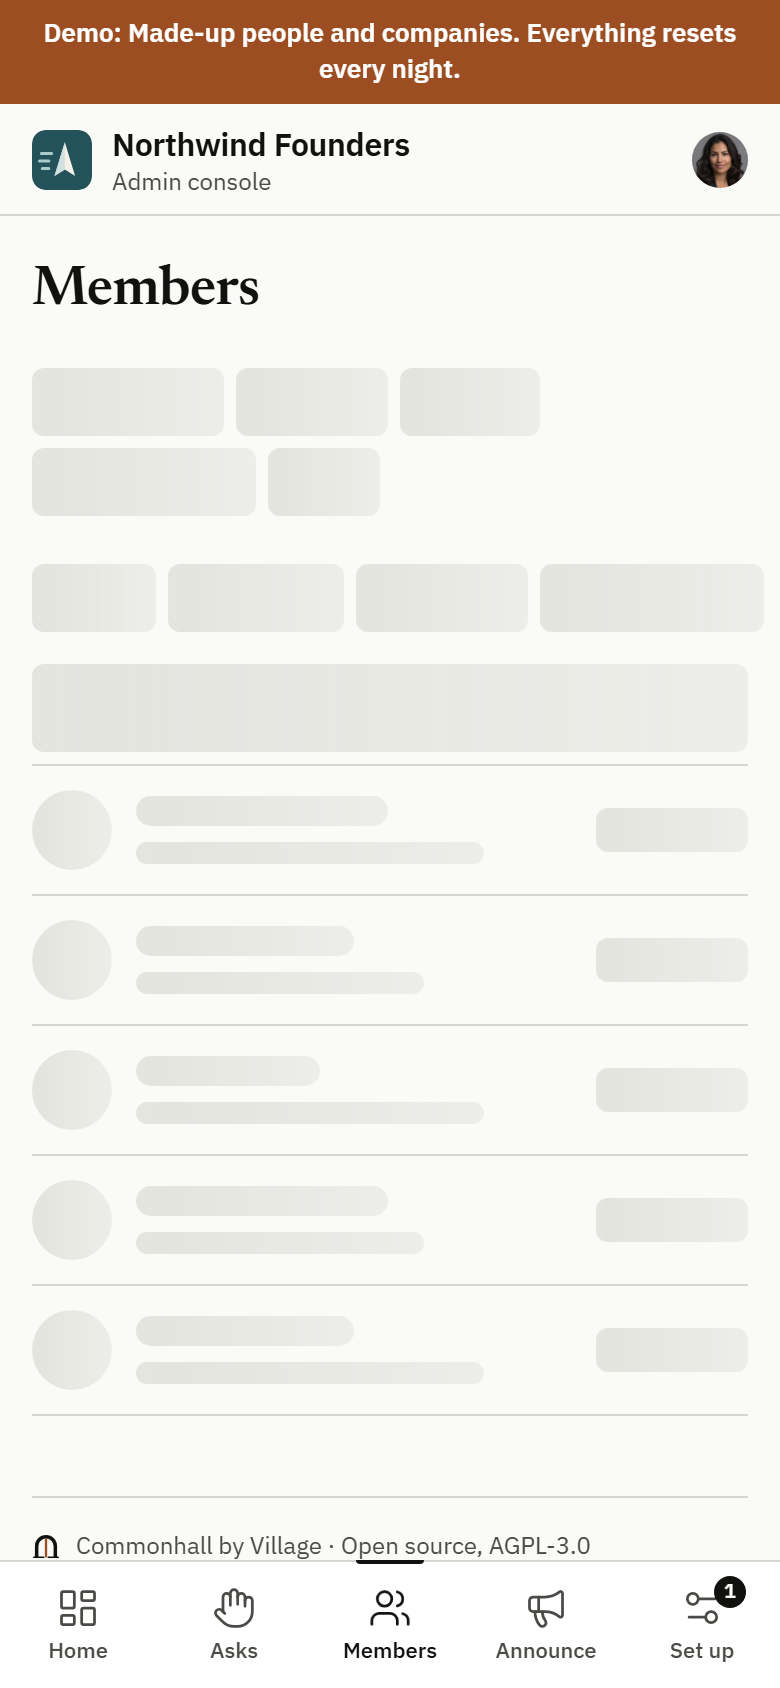 Demo: Made-up people and companies. Everything resets
every night.
Northwind Founders
Admin console
Members
Commonhall by Village · Open source, AGPL-3.0
1
Home
Asks
Members
Announce
Set up